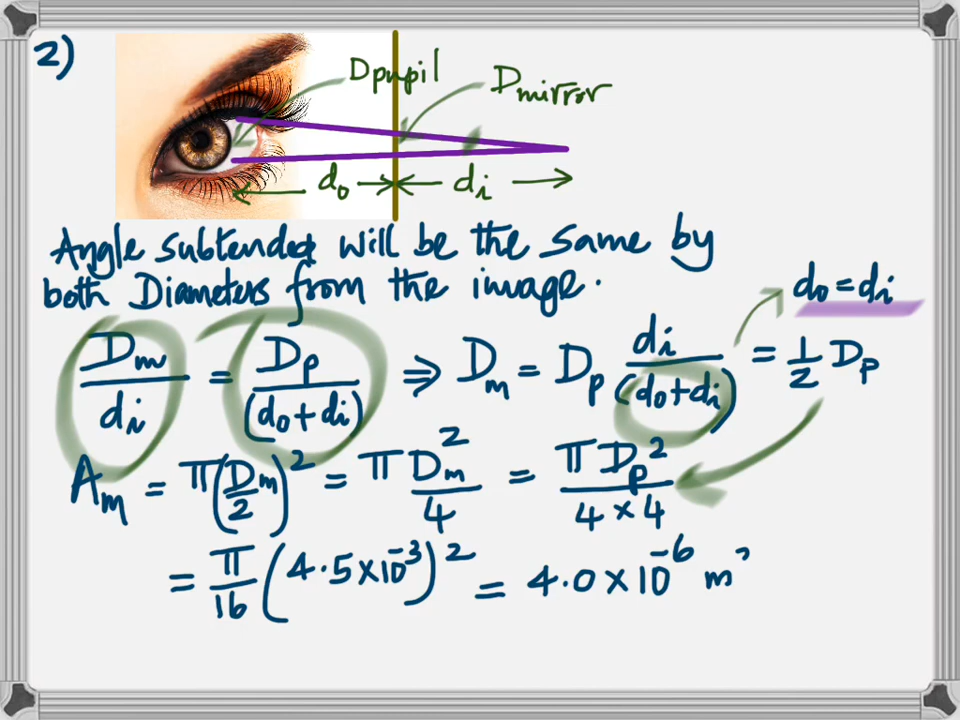 2)
Dpupil
Dmirror
do
di
Angle subtended will be the same by
both Diameters from the image.
do = di
Dm/di = Dp/(do+di) ⇒ Dm = Dp di/(do+di) = 1/2 Dp
Am = π(Dm/2)² = πDm²/4 = πDp²/4×4
= π/16 (4.5×10⁻³)² = 4.0×10⁻⁶ m²